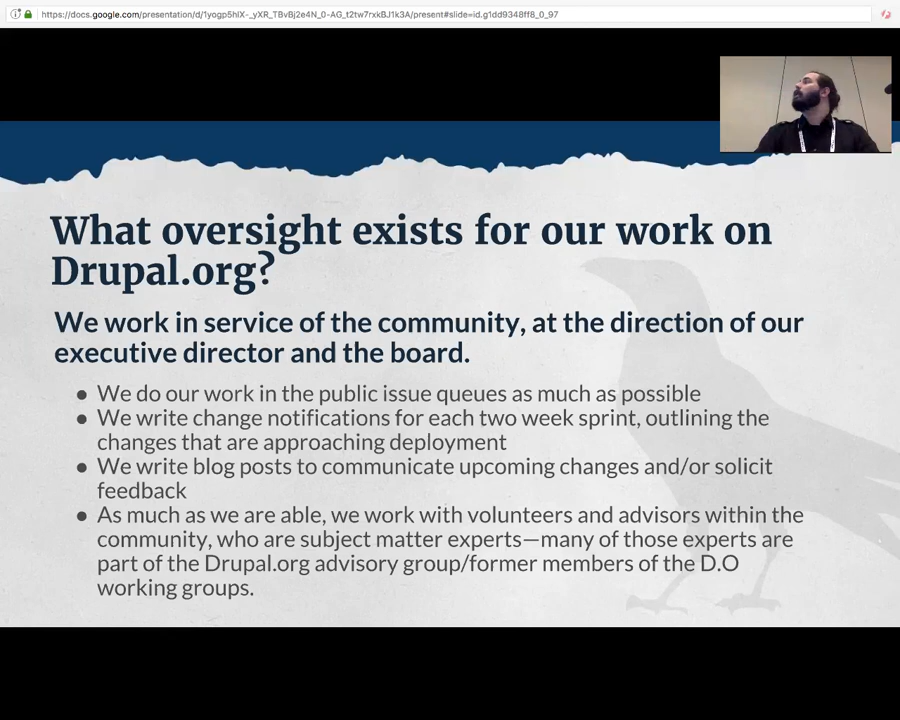 https://docs.google.com/presentation/d/1yogp5hlX-_yXR_TBvBj2e4N_0-AG_t2tw7rxkBJ1k3A/present#slide=id.g1dd9348ff8_0_97
What oversight exists for our work on
Drupal.org?
We work in service of the community, at the direction of our
executive director and the board.
● We do our work in the public issue queues as much as possible
● We write change notifications for each two week sprint, outlining the
changes that are approaching deployment
● We write blog posts to communicate upcoming changes and/or solicit
feedback
● As much as we are able, we work with volunteers and advisors within the
community, who are subject matter experts—many of those experts are
part of the Drupal.org advisory group/former members of the D.O
working groups.